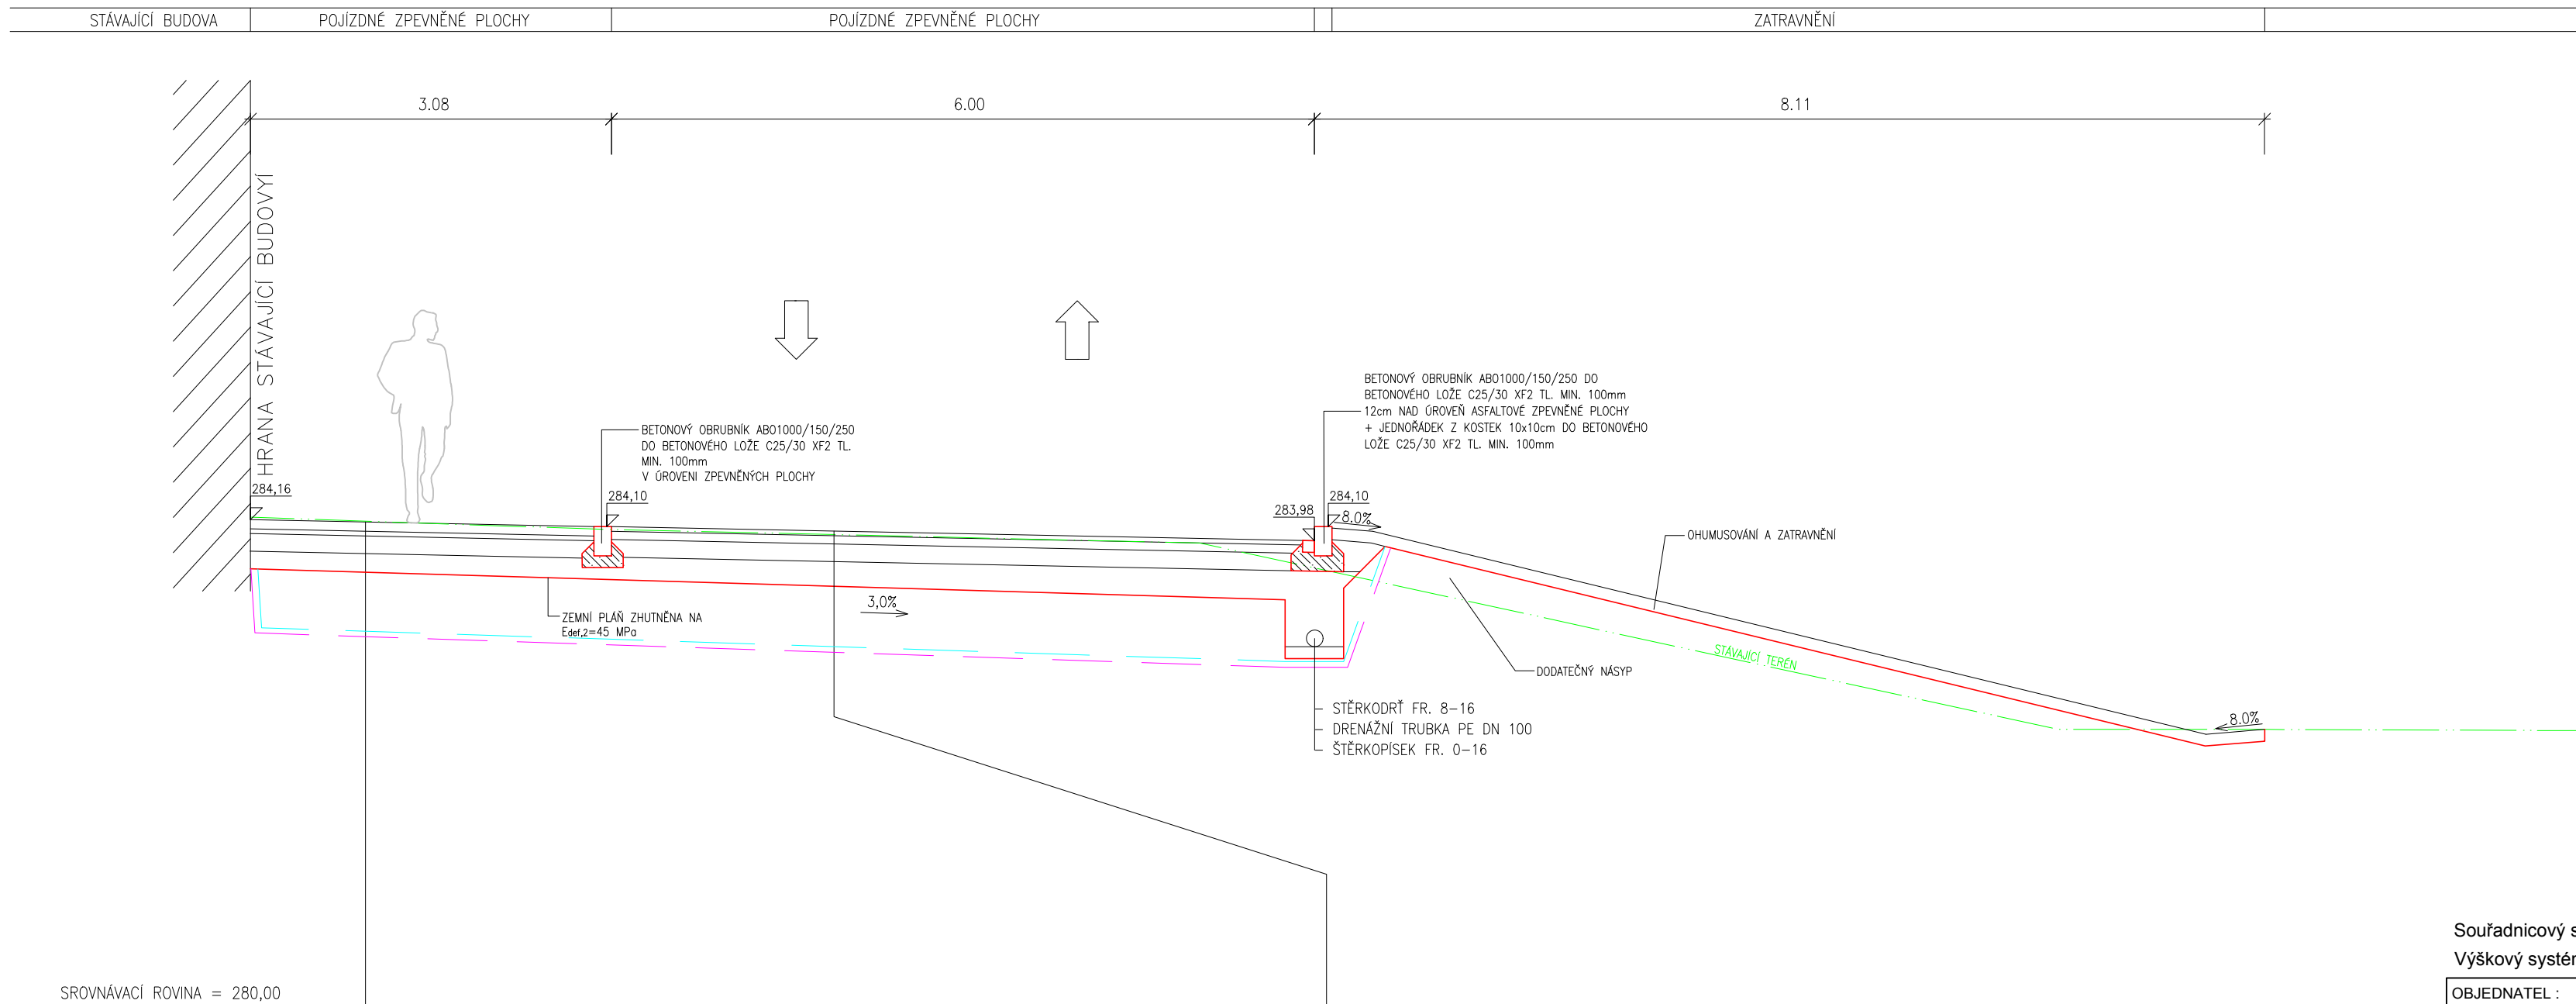 STÁVAJÍCÍ BUDOVA
POJÍZDNÉ ZPEVNĚNÉ PLOCHY
POJÍZDNÉ ZPEVNĚNÉ PLOCHY
ZATRAVNĚNÍ
3.08
6.00
8.11
HRANA STÁVAJÍCÍ BUDOVYÍ
BETONOVÝ OBRUBNÍK ABO1000/150/250 DO
BETONOVÉHO LOŽE C25/30 XF2 TL. MIN. 100mm
12cm NAD ÚROVEŇ ASFALTOVÉ ZPEVNĚNÉ PLOCHY
+ JEDNOŘÁDEK Z KOSTEK 10x10cm DO BETONOVÉHO
LOŽE C25/30 XF2 TL. MIN. 100mm
BETONOVÝ OBRUBNÍK ABO1000/150/250
DO BETONOVÉHO LOŽE C25/30 XF2 TL.
MIN. 100mm
V ÚROVENI ZPEVNĚNÝCH PLOCHY
284,16
284,10
283,98
284,10
8.0%
OHUMUSOVÁNÍ A ZATRAVNĚNÍ
3,0%
ZEMNÍ PLÁŇ ZHUTNĚNA NA
Edef,2=45 MPa
STÁVAJÍCÍ TERÉN
DODATEČNÝ NÁSYP
STĚRKODRŤ FR. 8-16
DRENÁŽNÍ TRUBKA PE DN 100
ŠTĚRKOPÍSEK FR. 0-16
8.0%
Souřadnicový s
Výškový systé
OBJEDNATEL :
SROVNÁVACÍ ROVINA = 280,00